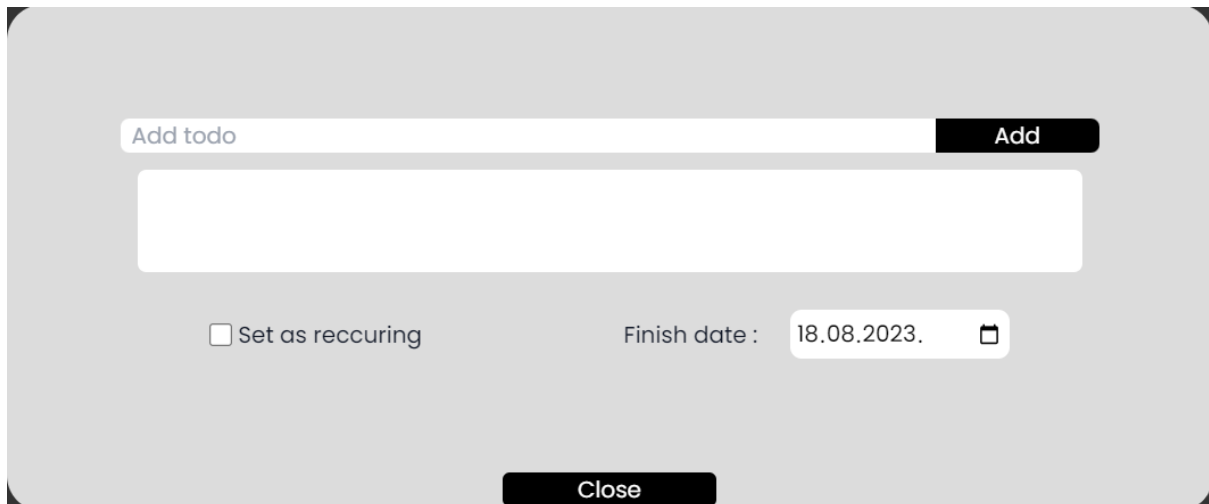 Add todo
Add
Set as reccuring
Finish date :
18.08.2023.
Close